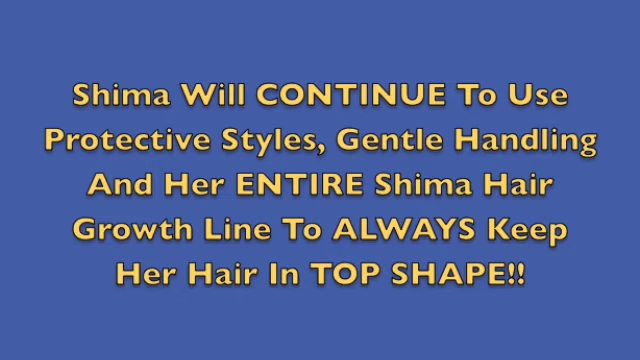 Shima Will CONTINUE To Use
Protective Styles, Gentle Handling
And Her ENTIRE Shima Hair
Growth Line To ALWAYS Keep
Her Hair In TOP SHAPE!!